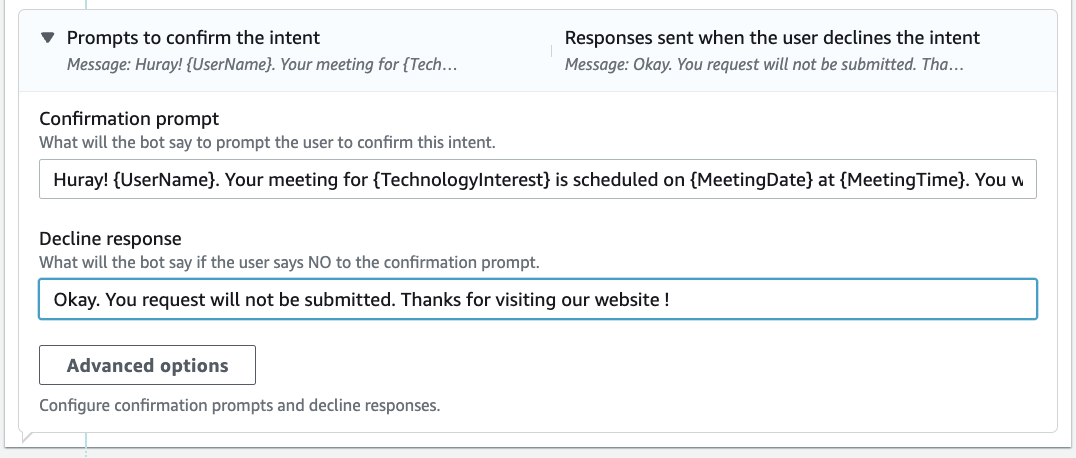 Prompts to confirm the intent
Message: Huray! {UserName}. Your meeting for {Tech…
Responses sent when the user declines the intent
Message: Okay. You request will not be submitted. Tha…
Confirmation prompt
What will the bot say to prompt the user to confirm this intent.
Huray! {UserName}. Your meeting for {TechnologyInterest} is scheduled on {MeetingDate} at {MeetingTime}. You w
Decline response
What will the bot say if the user says NO to the confirmation prompt.
Okay. You request will not be submitted. Thanks for visiting our website !
Advanced options
Configure confirmation prompts and decline responses.